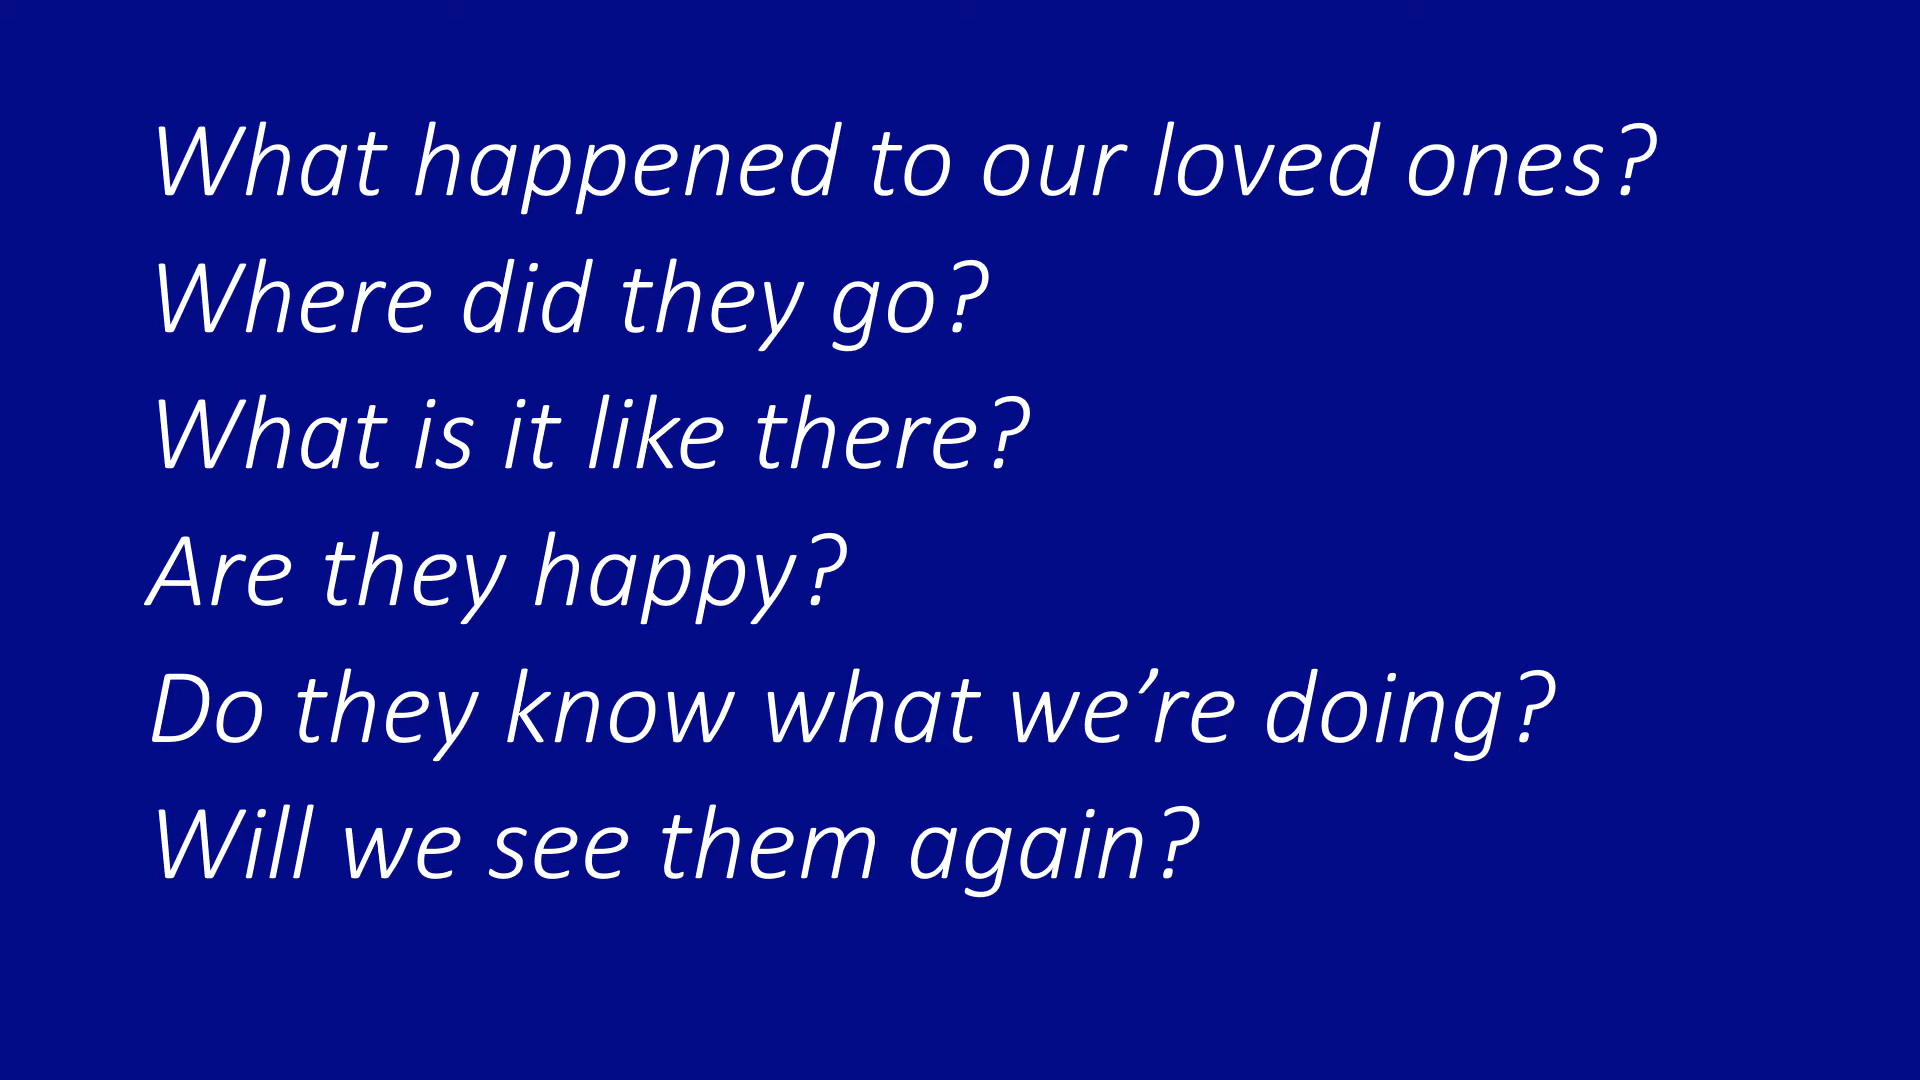 What happened to our loved ones?
Where did they go?
What is it like there?
Are they happy?
Do they know what we’re doing?
Will we see them again?